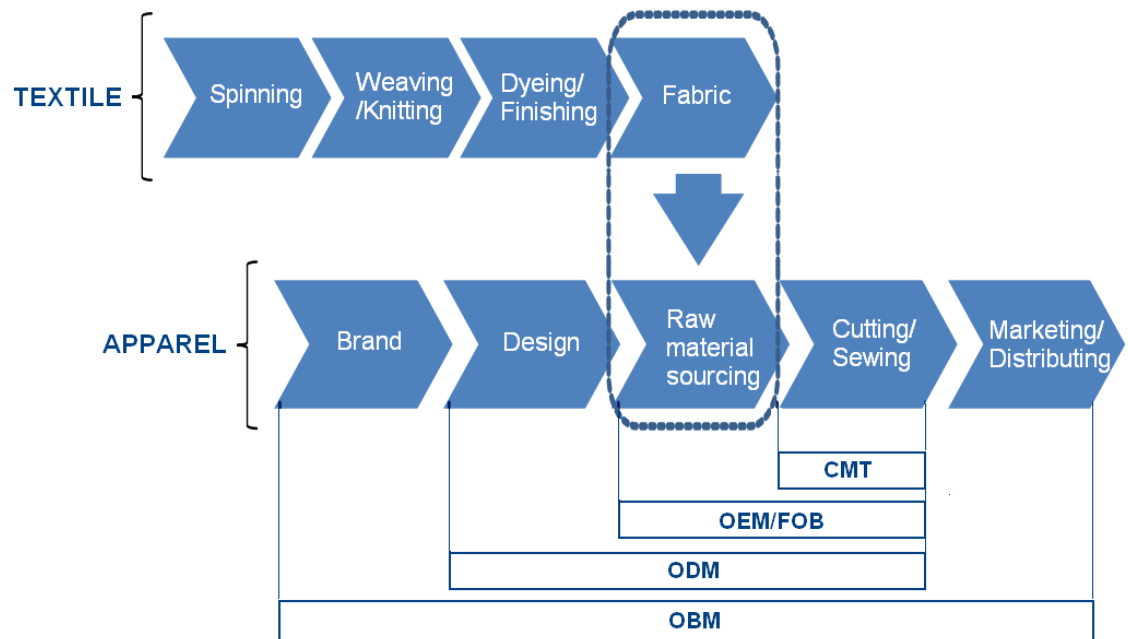 TEXTILE
Spinning
Weaving
/Knitting
Dyeing/
Finishing
Fabric
APPAREL
Brand
Design
Raw
material
sourcing
Cutting/
Sewing
Marketing/
Distributing
CMT
OEM/FOB
ODM
OBM